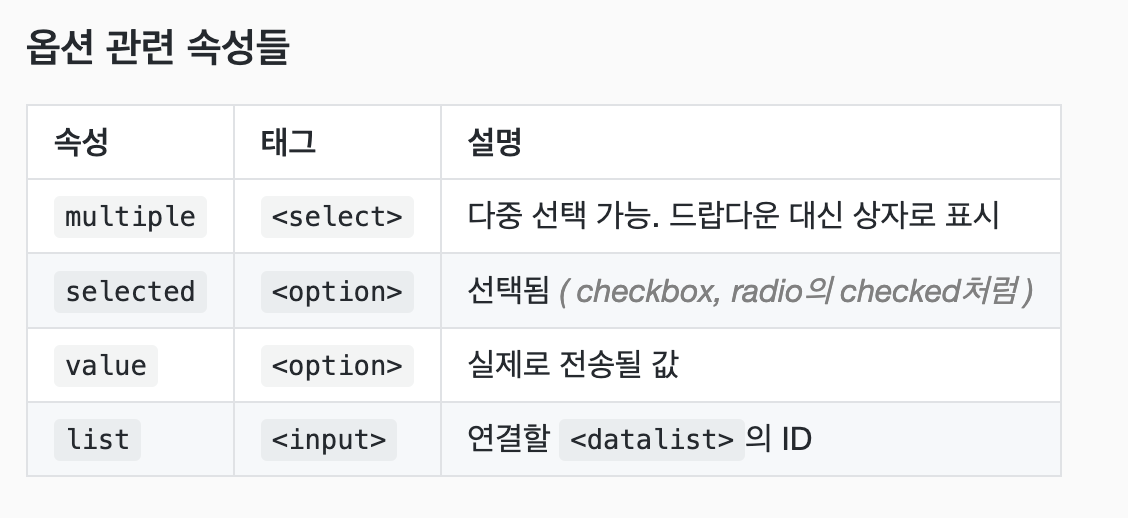 옵션 관련 속성들
속성 태그 설명
multiple <select> 다중 선택 가능. 드랍다운 대신 상자로 표시
selected <option> 선택됨 ( checkbox, radio의 checked처럼 )
value <option> 실제로 전송될 값
list <input> 연결할 <datalist>의 ID